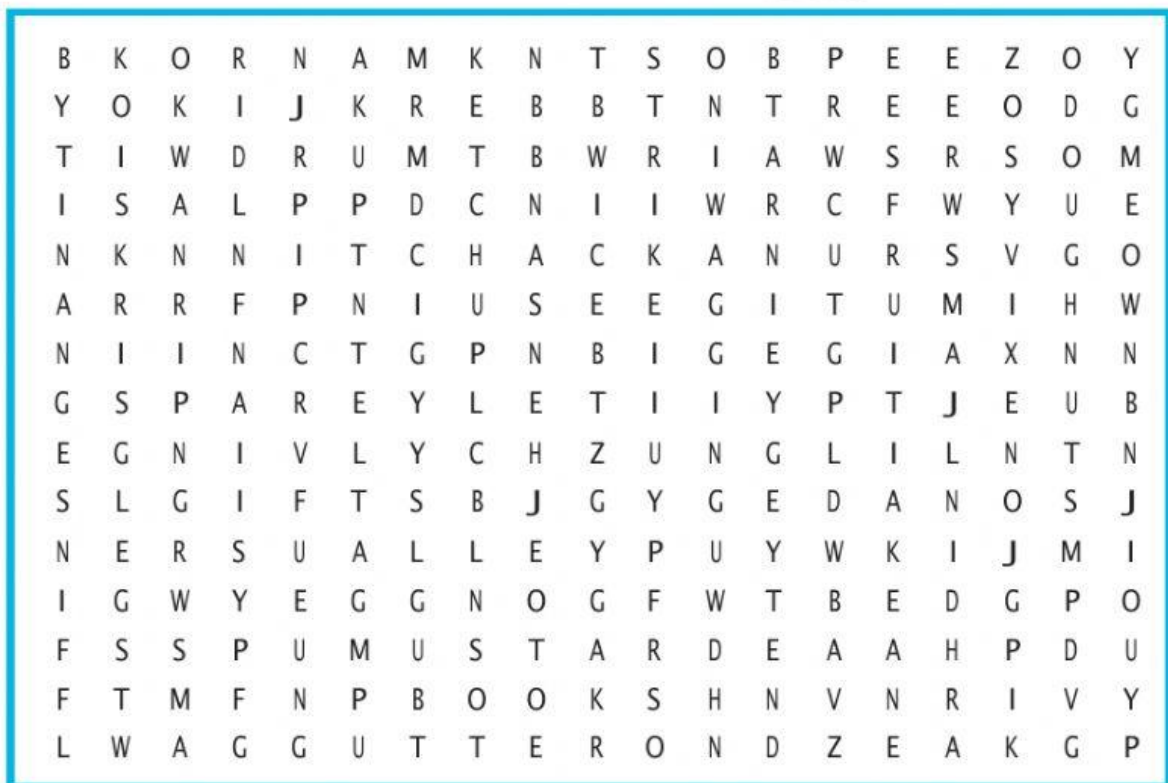 B K O R N A M K N T S O B P E E Z O Y
Y O K I J K R E B B T N T R E E O D G
T I W D R U M T B W R I A W S R S O M
I S A L P P D C N I I W R C F W Y U E
N K N N I T C H A C K A N U R S V G O
A R R F P N I U S E E G I T U M I H W
N I I N C T G P N B I G E G I A X N N
G S P A R E Y L E T I I Y P T J E U B
E G N I V L Y C H Z U N G L I L N T N
S L G I F T S B J G Y G E D A N O S J
N E R S U A L L E Y P U Y W K I J M I
I G W Y E G G N O G F W T B E D G P O
F S S P U M U S T A R D E A A H P D U
F T M F N P B O O K S H N V N R I V Y
L W A G G U T T E R O N D Z E A K G P